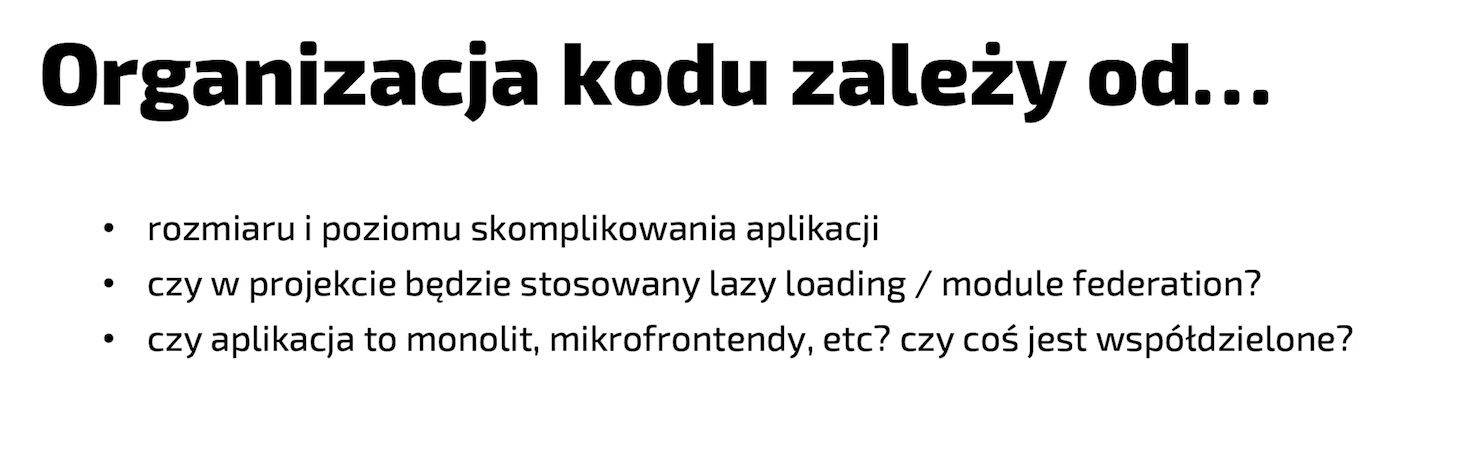 Organizacja kodu zależy od...
• rozmiaru i poziomu skomplikowania aplikacji
• czy w projekcie będzie stosowany lazy loading / module federation?
• czy aplikacja to monolit, mikrofrontendy, etc? czy coś jest współdzielone?